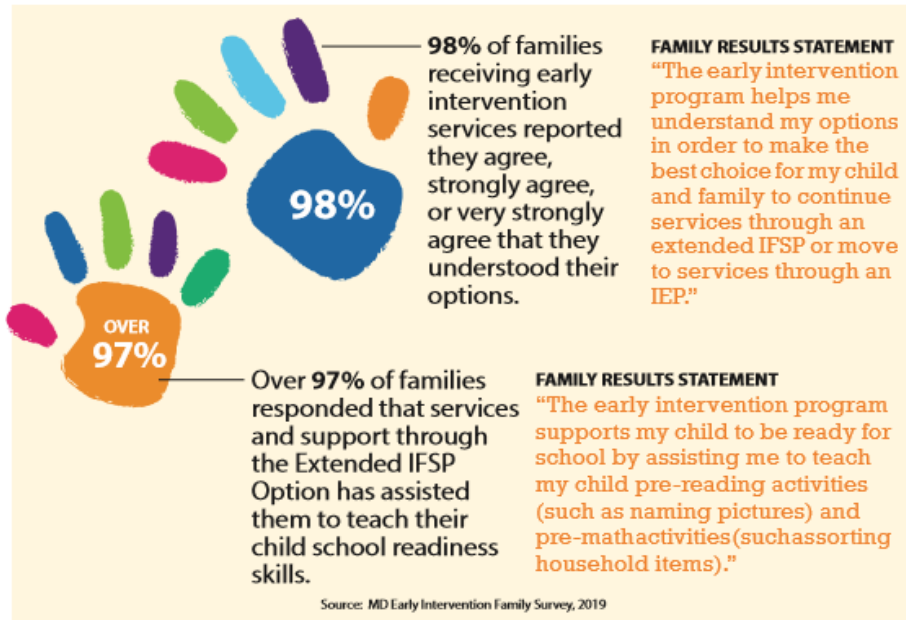 98%
98% of families
receiving early
intervention
services reported
they agree,
strongly agree,
or very strongly
agree that they
understood their
options.
FAMILY RESULTS STATEMENT
“The early intervention
program helps me
understand my options
in order to make the
best choice for my child
and family to continue
services through an
extended IFSP or move
to services through an
IEP.”
OVER
97%
Over 97% of families
responded that services
and support through
the Extended IFSP
Option has assisted
them to teach their
child school readiness
skills.
FAMILY RESULTS STATEMENT
“The early intervention program
supports my child to be ready for
school by assisting me to teach
my child pre-reading activities
(such as naming pictures) and
pre-mathactivities(suchassorting
household items).”
Source: MD Early Intervention Family Survey, 2019